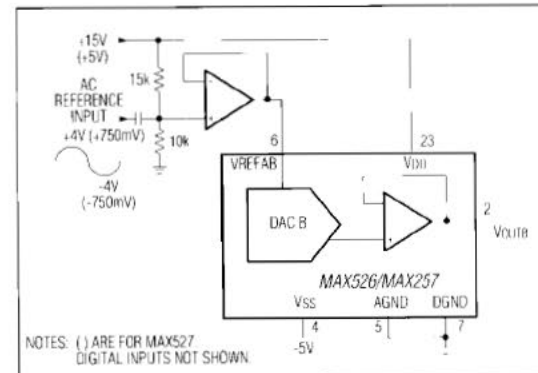 +15V
(+5V)
15k
AC
REFERENCE
INPUT
+4V (+750mV)
10k
-4V
(-750mV)
6
23
VREFAB
VDD
DAC B
-
+
-
+
2
VOUTB
MAX526/MAX257
VSS
AGND
DGND
4
5
7
-5V
NOTES: ( ) ARE FOR MAX527.
DIGITAL INPUTS NOT SHOWN